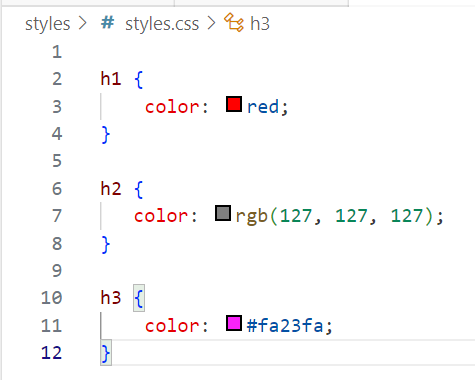 styles > # styles.css > h3
1
2 h1 {
3 color: red;
4 }
5
6 h2 {
7 color: rgb(127, 127, 127);
8 }
9
10 h3 {
11 color: #fa23fa;
12 }